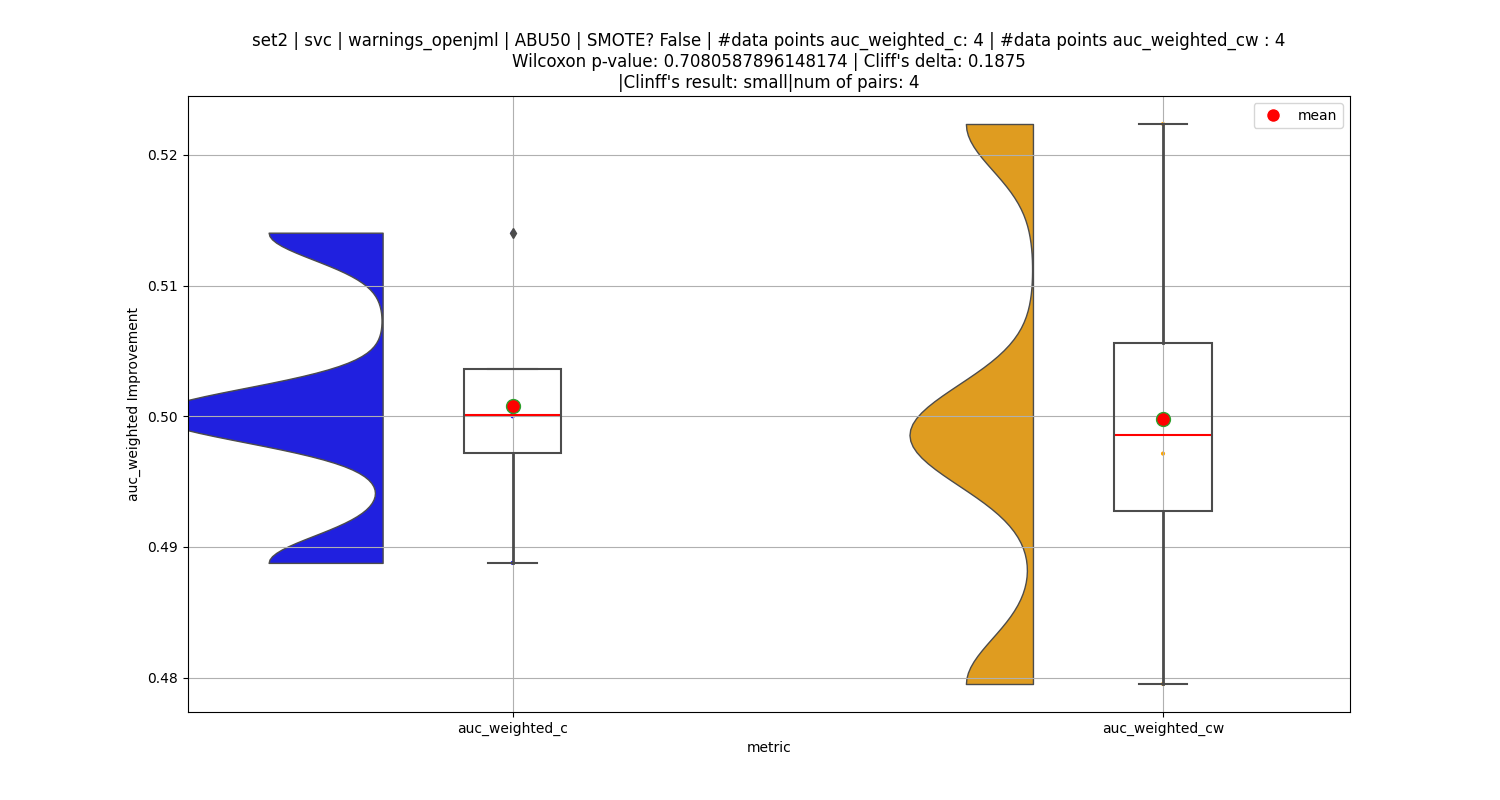 set2 | svc | warnings_openjml | ABU50 | SMOTE? False | #data points auc_weighted_c: 4 | #data points auc_weighted_cw : 4
Wilcoxon p-value: 0.7080587896148174 | Cliff's delta: 0.1875
|Clinff's result: small|num of pairs: 4
mean
0.52
0.51
0.50
0.49
0.48
auc_weighted Improvement
auc_weighted_c
auc_weighted_cw
metric